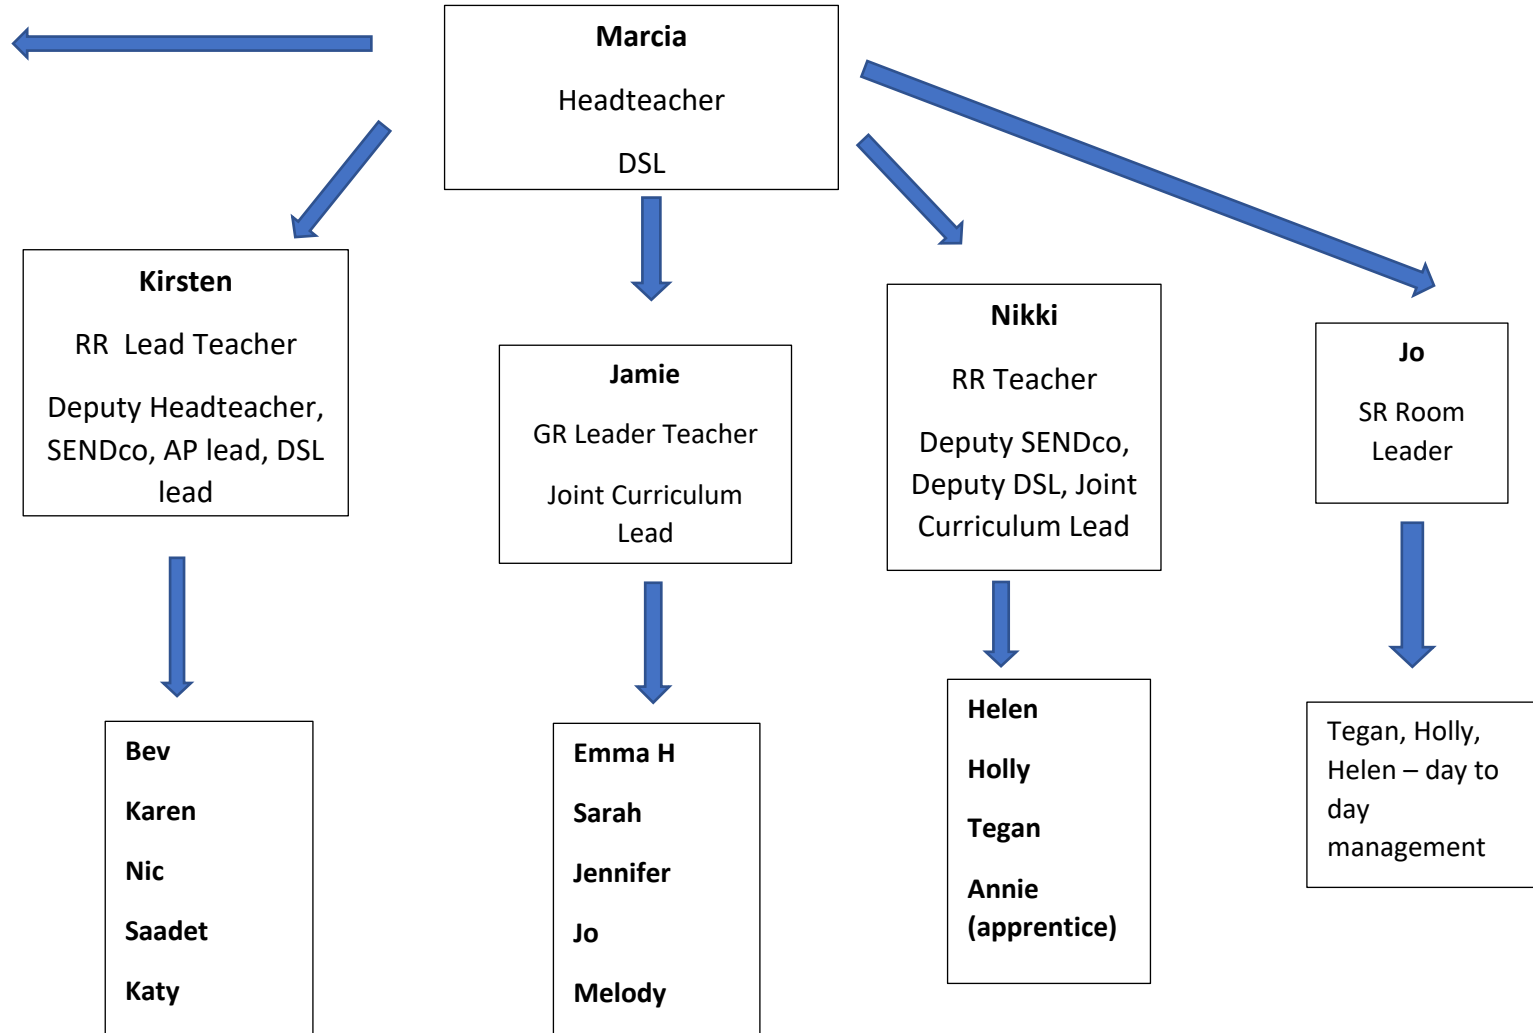 Marcia
Headteacher
DSL
Kirsten
RR  Lead Teacher
Deputy Headteacher,
SENDco, AP lead, DSL
lead
Jamie
GR Leader Teacher
Joint Curriculum
Lead
Nikki
RR Teacher
Deputy SENDco,
Deputy DSL, Joint
Curriculum Lead
Jo
SR Room
Leader
Bev
Karen
Nic
Saadet
Katy
Emma H
Sarah
Jennifer
Jo
Melody
Helen
Holly
Tegan
Annie
(apprentice)
Tegan, Holly,
Helen – day to
day
management